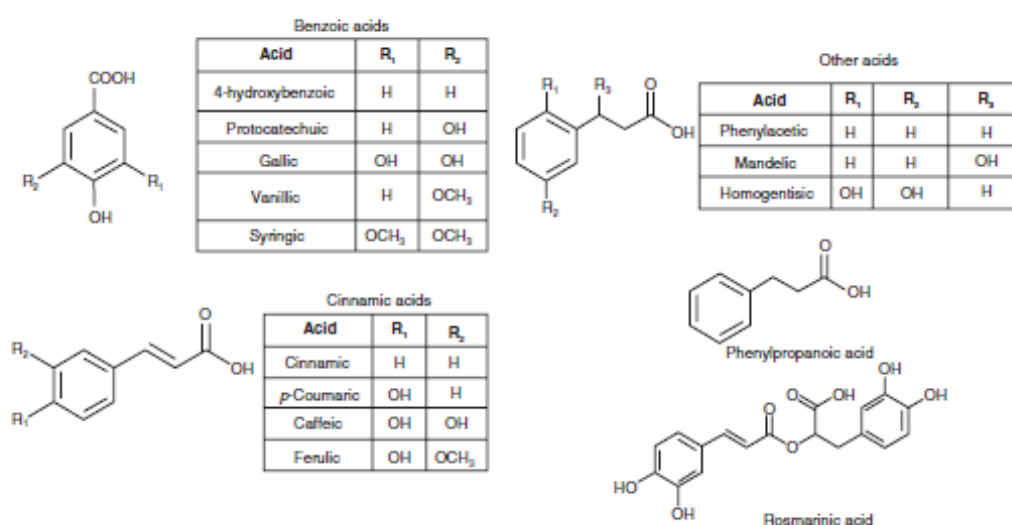 Benzoic acids
Acid R₁ R₂
4-hydroxybenzoic H H
Protocatechuic H OH
Gallic OH OH
Vanillic H OCH₃
Syringic OCH₃ OCH₃
COOH
R₂
R₁
OH
Other acids
Acid R₁ R₂ R₃
Phenylacetic H H H
Mandelic H H OH
Homogentisic OH OH H
R₁
R₃
O
OH
R₂
Cinnamic acids
Acid R₁ R₂
Cinnamic H H
p-Coumaric OH H
Caffeic OH OH
Ferulic OH OCH₃
R₂
R₁
O
OH
O
OH
Phenylpropanoic acid
OH
O OH OH
O
O
HO
OH
Rosmarinic acid